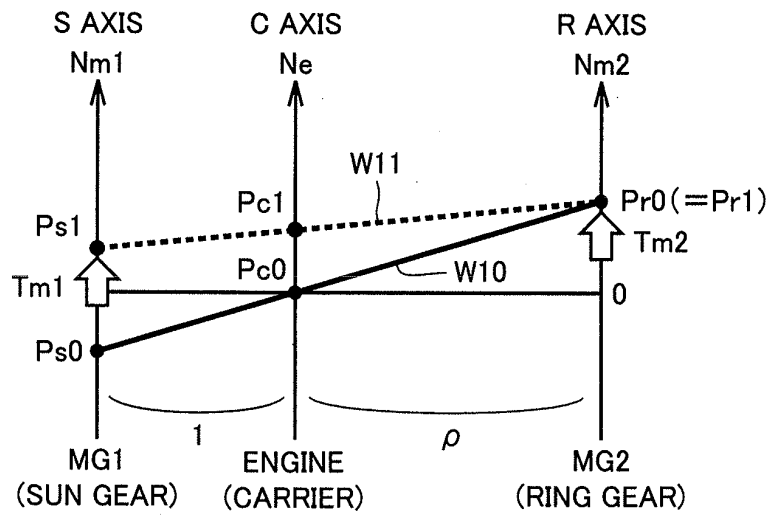 S AXIS
C AXIS
R AXIS
Nm1
Ne
Nm2
W11
Pc1
Ps1
Pr0(=Pr1)
Tm2
Pc0
Tm1
W10
0
Ps0
1
ρ
MG1
(SUN GEAR)
ENGINE
(CARRIER)
MG2
(RING GEAR)